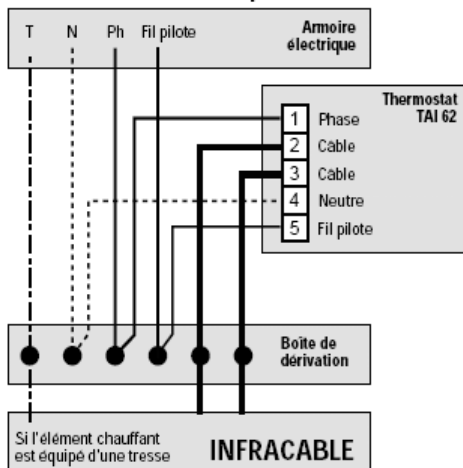 T N Ph Fil pilote
Armoire
électrique
Thermostat
TAI 62
1 Phase
2 Câble
3 Câble
4 Neutre
5 Fil pilote
Boîte de
dérivation
Si l'élément chauffant
est équipé d'une tresse
INFRACABLE